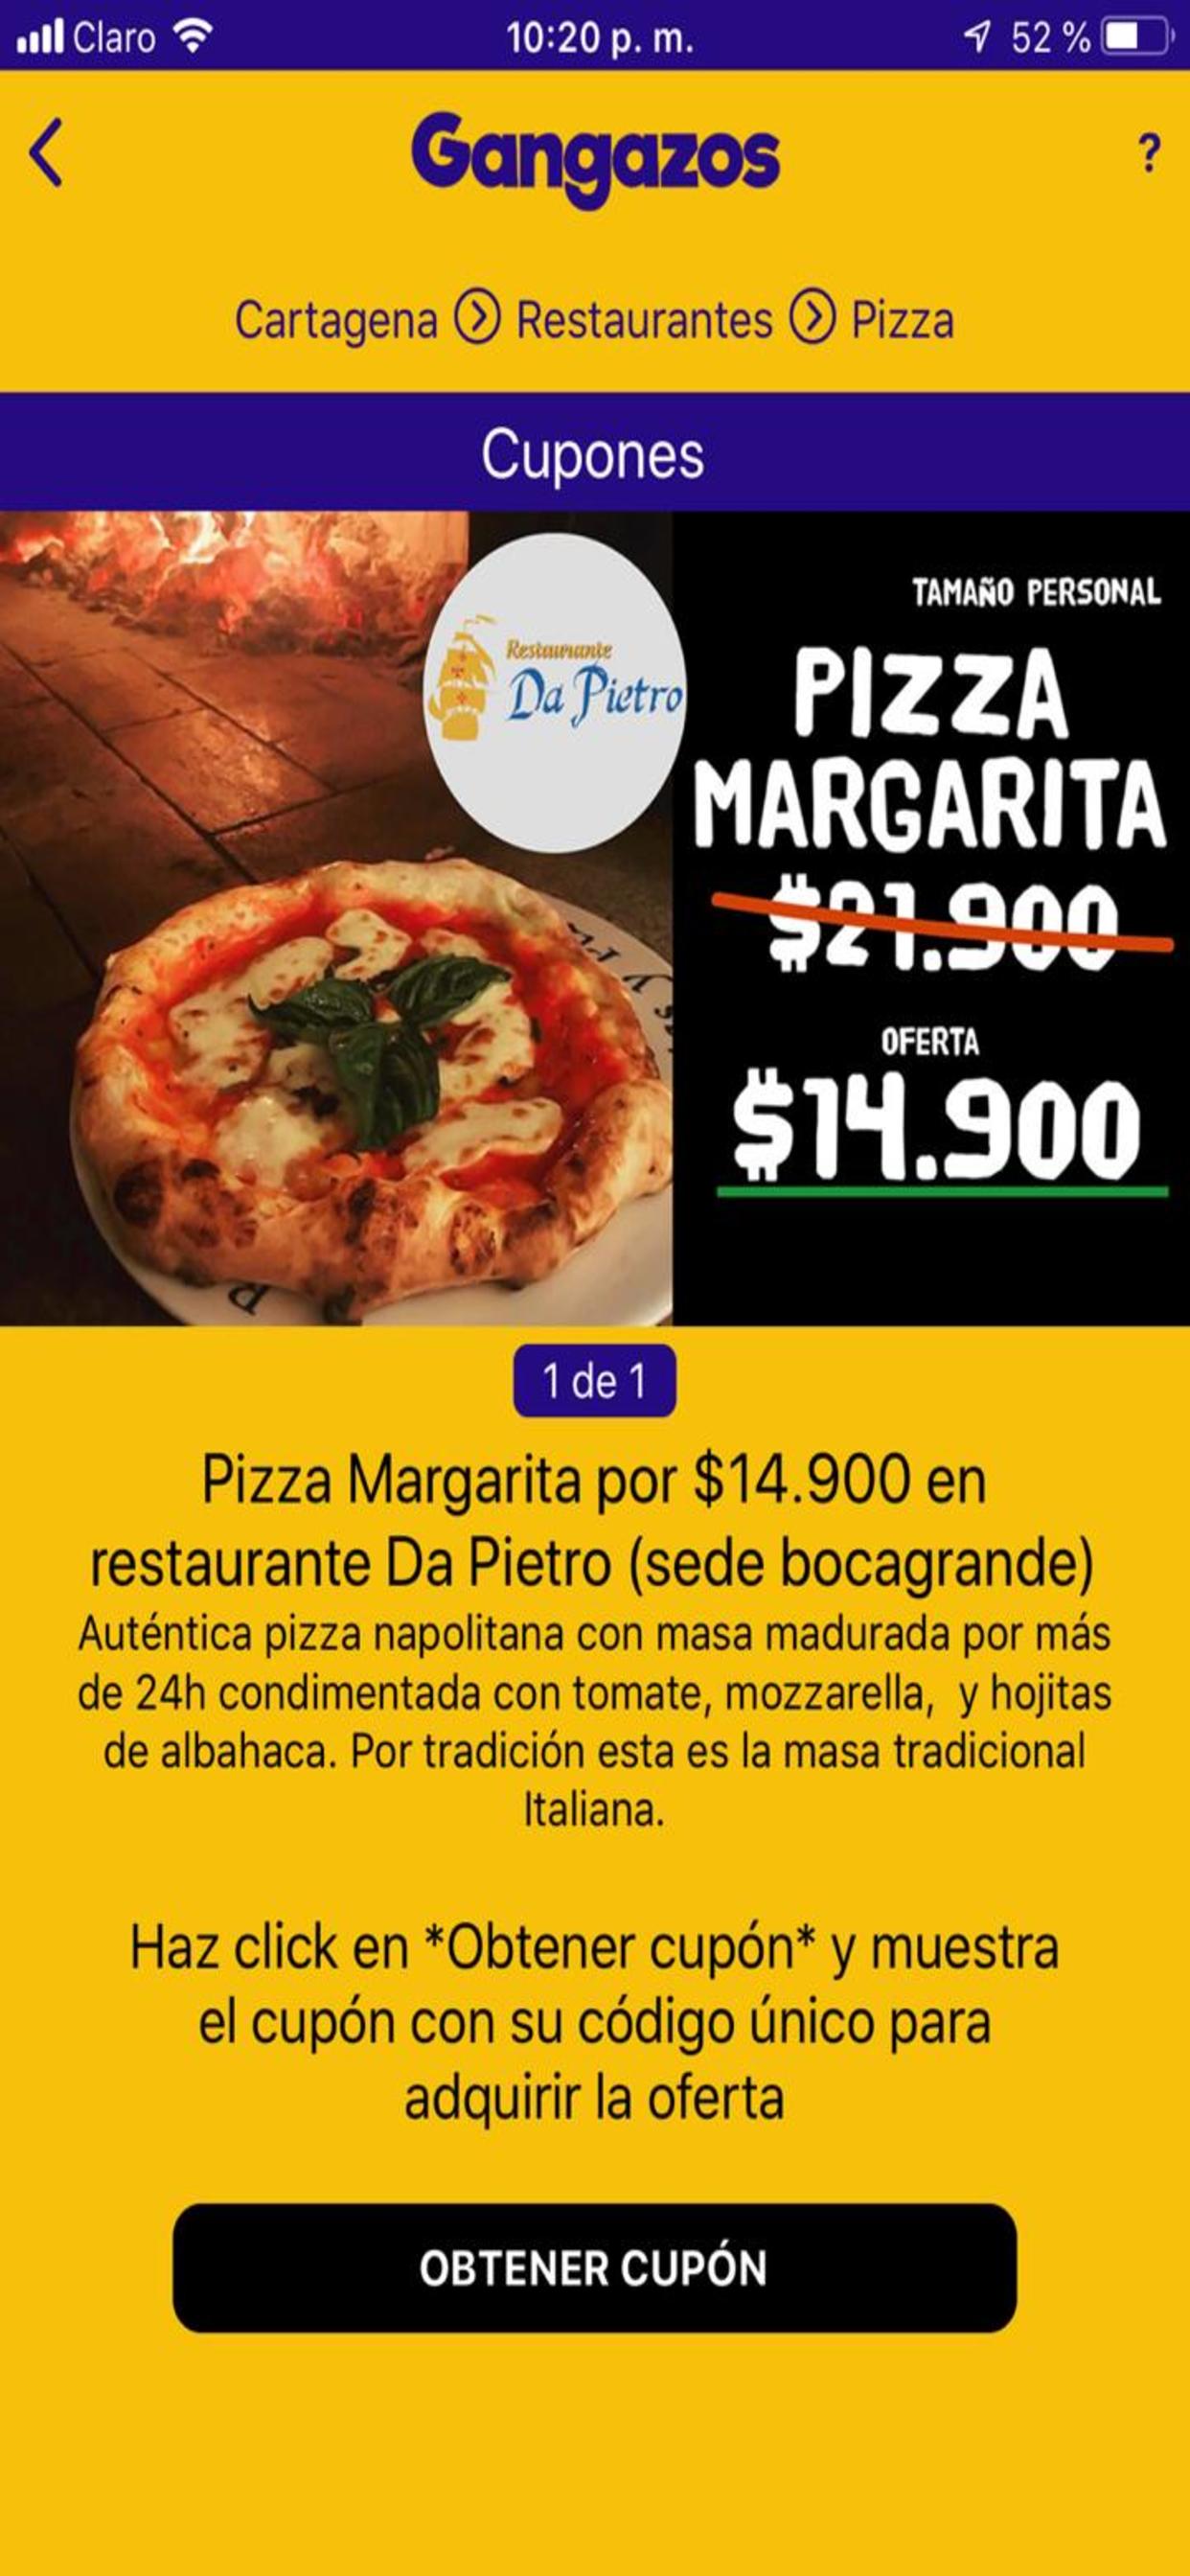 Claro 10:20 p. m. 52 %
Gangazos ?
Cartagena Restaurantes Pizza
Cupones
Restaurante
Da Pietro
TAMAÑO PERSONAL
PIZZA
MARGARITA
$21.900
OFERTA
$14.900
1 de 1
Pizza Margarita por $14.900 en
restaurante Da Pietro (sede bocagrande)
Auténtica pizza napolitana con masa madurada por más
de 24h condimentada con tomate, mozzarella, y hojitas
de albahaca. Por tradición esta es la masa tradicional
Italiana.
Haz click en *Obtener cupón* y muestra
el cupón con su código único para
adquirir la oferta
OBTENER CUPÓN